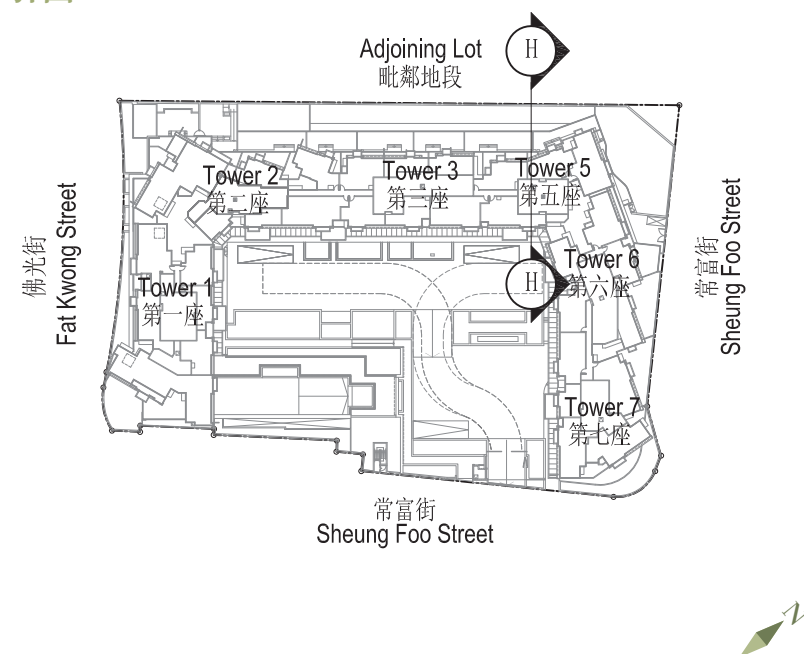 Adjoining Lot
毗鄰地段
H
Tower 2
第二座
Tower 3
第三座
Tower 5
第五座
佛光街
Fat Kwong Street
Tower 1
第一座
H
Tower 6
第六座
常富街
Sheung Foo Street
Tower 7
第七座
常富街
Sheung Foo Street
N